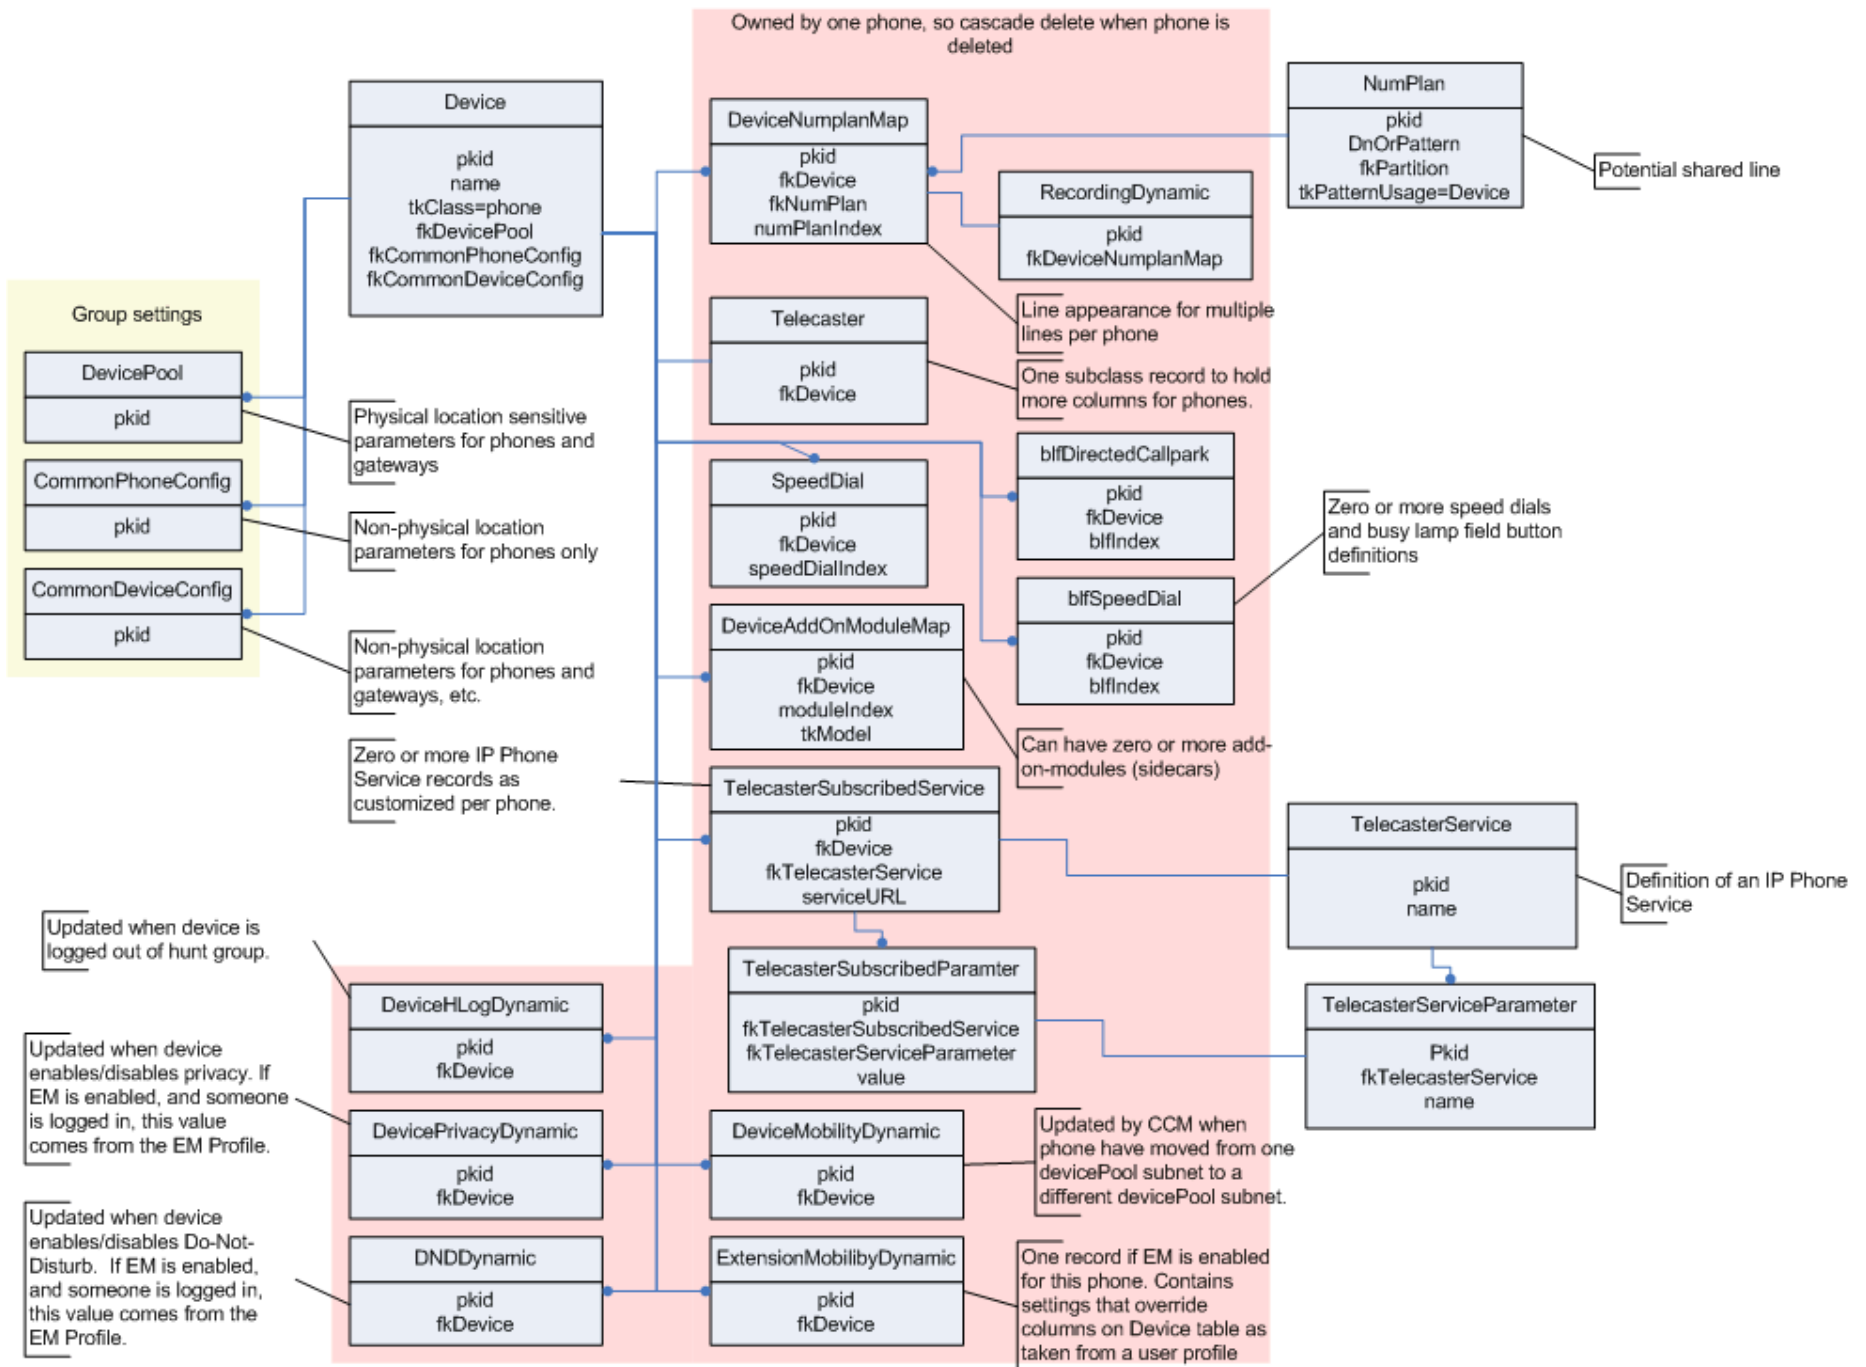 Owned by one phone, so cascade delete when phone is
deleted
Device
pkid
name
tkClass=phone
fkDevicePool
fkCommonPhoneConfig
fkCommonDeviceConfig
DeviceNumplanMap
pkid
fkDevice
fkNumPlan
numPlanIndex
NumPlan
pkid
DnOrPattern
fkPartition
tkPatternUsage=Device
Potential shared line
RecordingDynamic
pkid
fkDeviceNumplanMap
Group settings
DevicePool
pkid
CommonPhoneConfig
pkid
CommonDeviceConfig
pkid
Physical location sensitive
parameters for phones and
gateways
Non-physical location
parameters for phones only
Non-physical location
parameters for phones and
gateways, etc.
Telecaster
pkid
fkDevice
Line appearance for multiple
lines per phone
One subclass record to hold
more columns for phones.
SpeedDial
pkid
fkDevice
speedDialIndex
blfDirectedCallpark
pkid
fkDevice
blfIndex
blfSpeedDial
pkid
fkDevice
blfIndex
Zero or more speed dials
and busy lamp field button
definitions
DeviceAddOnModuleMap
pkid
fkDevice
moduleIndex
tkModel
Can have zero or more add-
on-modules (sidecars)
Zero or more IP Phone
Service records as
customized per phone.
TelecasterSubscribedService
pkid
fkDevice
fkTelecasterService
serviceURL
TelecasterService
pkid
name
Definition of an IP Phone
Service
TelecasterSubscribedParamter
pkid
fkTelecasterSubscribedService
fkTelecasterServiceParameter
value
TelecasterServiceParameter
Pkid
fkTelecasterService
name
Updated when device is
logged out of hunt group.
DeviceHLogDynamic
pkid
fkDevice
Updated when device
enables/disables privacy. If
EM is enabled, and someone
is logged in, this value
comes from the EM Profile.
DevicePrivacyDynamic
pkid
fkDevice
DeviceMobilityDynamic
pkid
fkDevice
Updated by CCM when
phone have moved from one
devicePool subnet to a
different devicePool subnet.
Updated when device
enables/disables Do-Not-
Disturb. If EM is enabled,
and someone is logged in,
this value comes from the
EM Profile.
DNDDynamic
pkid
fkDevice
ExtensionMobilibyDynamic
pkid
fkDevice
One record if EM is enabled
for this phone. Contains
settings that override
columns on Device table as
taken from a user profile